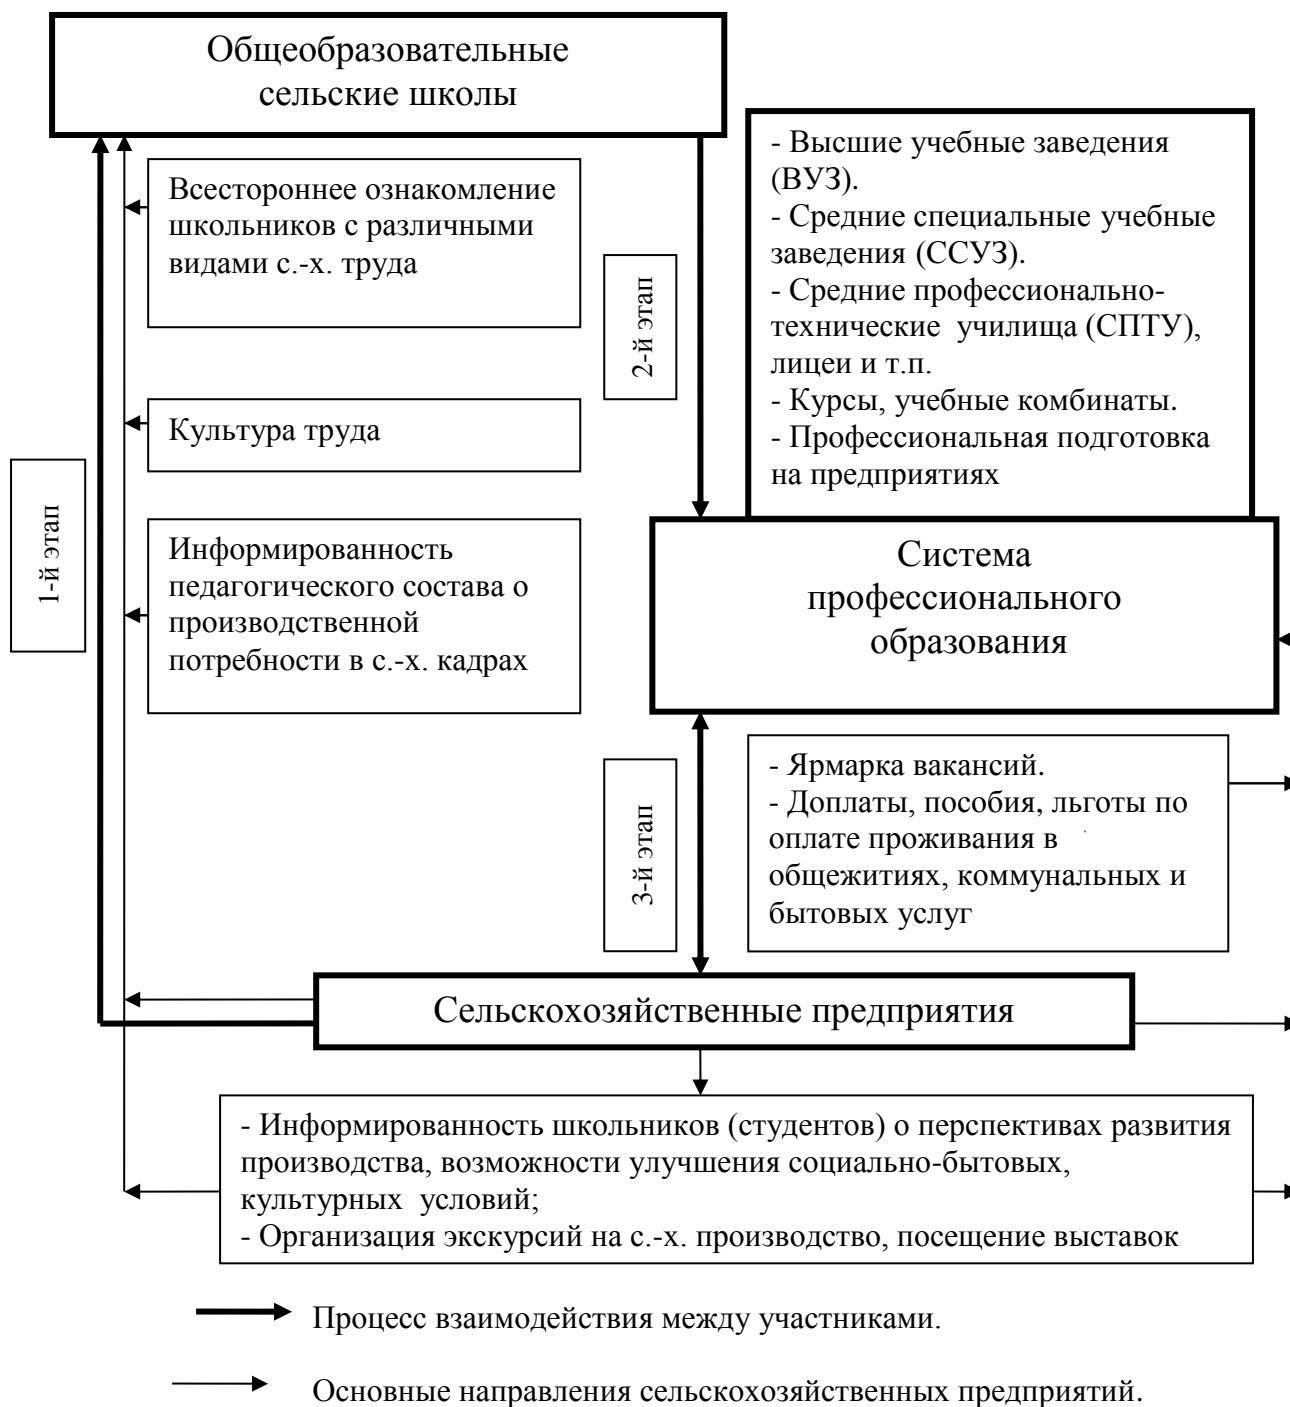 Общеобразовательные
сельские школы
Всестороннее ознакомление
школьников с различными
видами с.-х. труда
Культура труда
Информированность
педагогического состава о
производственной
потребности в с.-х. кадрах
1-й этап
2-й этап
- Высшие учебные заведения
(ВУЗ).
- Средние специальные учебные
заведения (ССУЗ).
- Средние профессионально-
технические училища (СПТУ),
лицеи и т.п.
- Курсы, учебные комбинаты.
- Профессиональная подготовка
на предприятиях
Система
профессионального
образования
3-й этап
- Ярмарка вакансий.
- Доплаты, пособия, льготы по
оплате проживания в
общежитиях, коммунальных и
бытовых услуг
Сельскохозяйственные предприятия
- Информированность школьников (студентов) о перспективах развития
производства, возможности улучшения социально-бытовых,
культурных условий;
- Организация экскурсий на с.-х. производство, посещение выставок
Процесс взаимодействия между участниками.
Основные направления сельскохозяйственных предприятий.